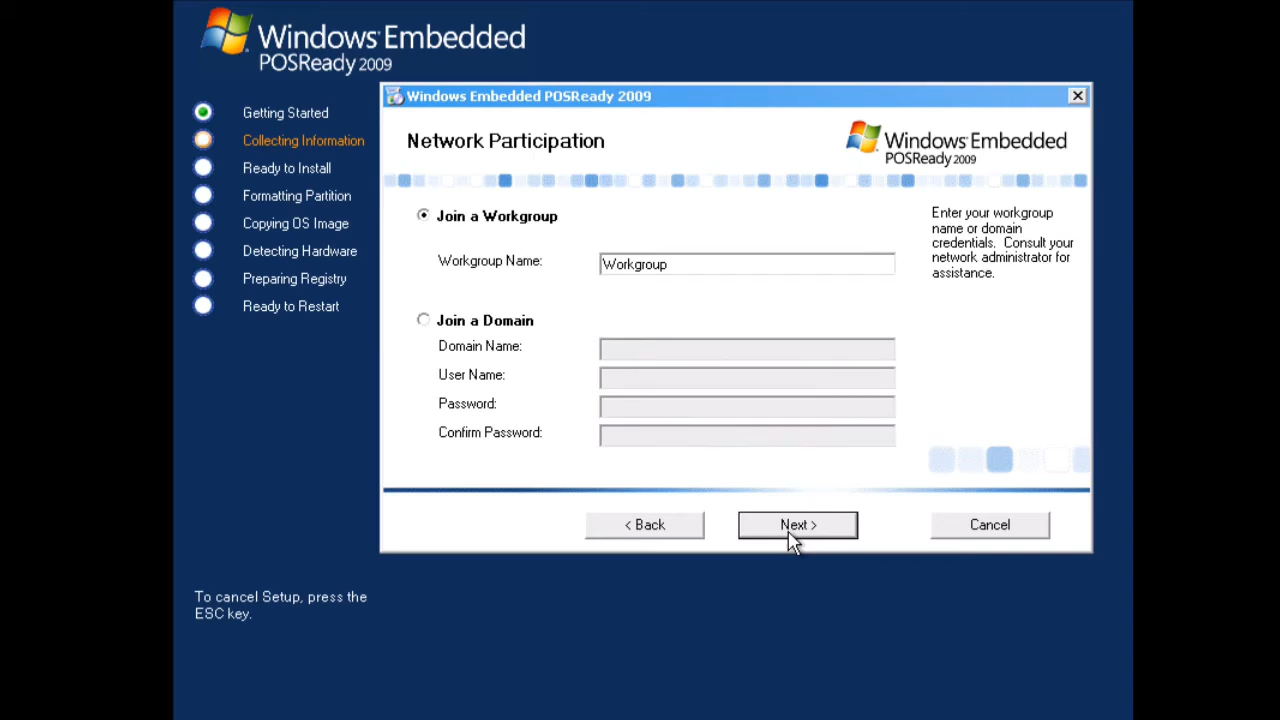 Windows Embedded
POSReady 2009
Getting Started
Collecting Information
Ready to Install
Formatting Partition
Copying OS Image
Detecting Hardware
Preparing Registry
Ready to Restart
To cancel Setup, press the
ESC key.
Windows Embedded POSReady 2009
Network Participation
Windows Embedded
POSReady 2009
Join a Workgroup
Workgroup Name:
Workgroup
Join a Domain
Domain Name:
User Name:
Password:
Confirm Password:
Enter your workgroup
name or domain
credentials. Consult your
network administrator for
assistance.
< Back
Next >
Cancel